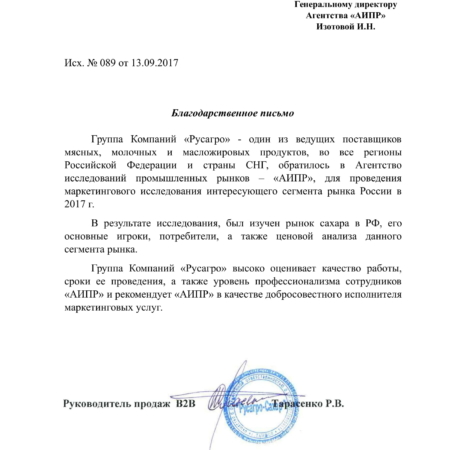 Генеральному директору
Агентства «АИПР»
Изотовой И.Н.
Исх. № 089 от 13.09.2017
Благодарственное письмо
Группа Компаний «Русагро» - один из ведущих поставщиков
мясных, молочных и масложировых продуктов, во все регионы
Российской Федерации и страны СНГ, обратилось в Агентство
исследований промышленных рынков – «АИПР», для проведения
маркетингового исследования интересующего сегмента рынка России в
2017 г.
В результате исследования, был изучен рынок сахара в РФ, его
основные игроки, потребители, а также ценовой анализа данного
сегмента рынка.
Группа Компаний «Русагро» высоко оценивает качество работы,
сроки ее проведения, а также уровень профессионализма сотрудников
«АИПР» и рекомендует «АИПР» в качестве добросовестного исполнителя
маркетинговых услуг.
Руководитель продаж В2В Тарасенко Р.В.
Русагро-Сахар